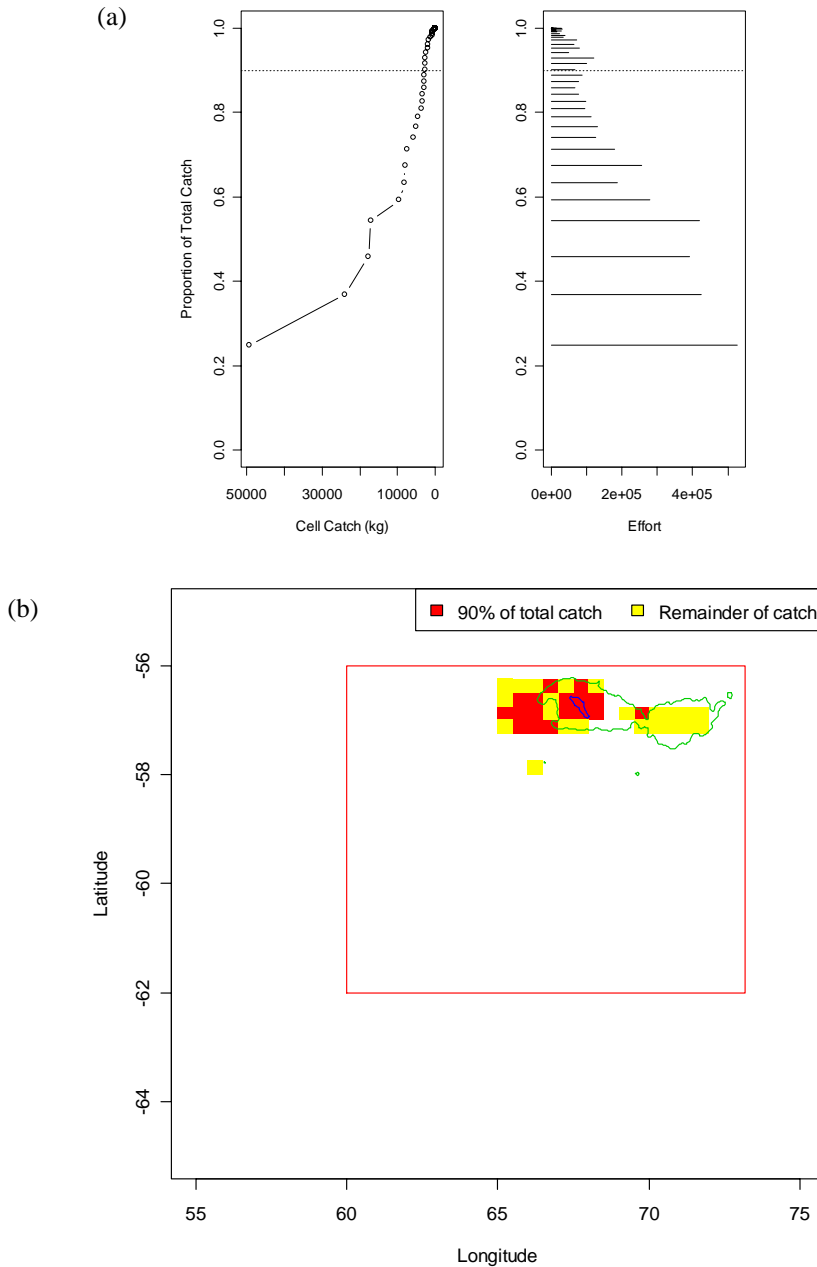 (a)
Proportion of Total Catch
0.0 0.2 0.4 0.6 0.8 1.0
50000 30000 10000 0
Cell Catch (kg)
0.0 0.2 0.4 0.6 0.8 1.0
0e+00 2e+05 4e+05
Effort
(b)
90% of total catch Remainder of catch
Latitude
-64 -62 -60 -58 -56
55 60 65 70 75
Longitude